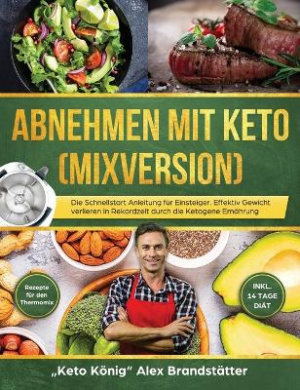 ABNEHMEN MIT KETO
(MIXVERSION)
Die Schnellstart Anleitung für Einsteiger. Effektiv Gewicht
verlieren in Rekordzeit durch die Ketogene Ernährung
Rezepte
für den
Thermomix
INKL.
14 TAGE
DIÄT
„Keto König“ Alex Brandstätter